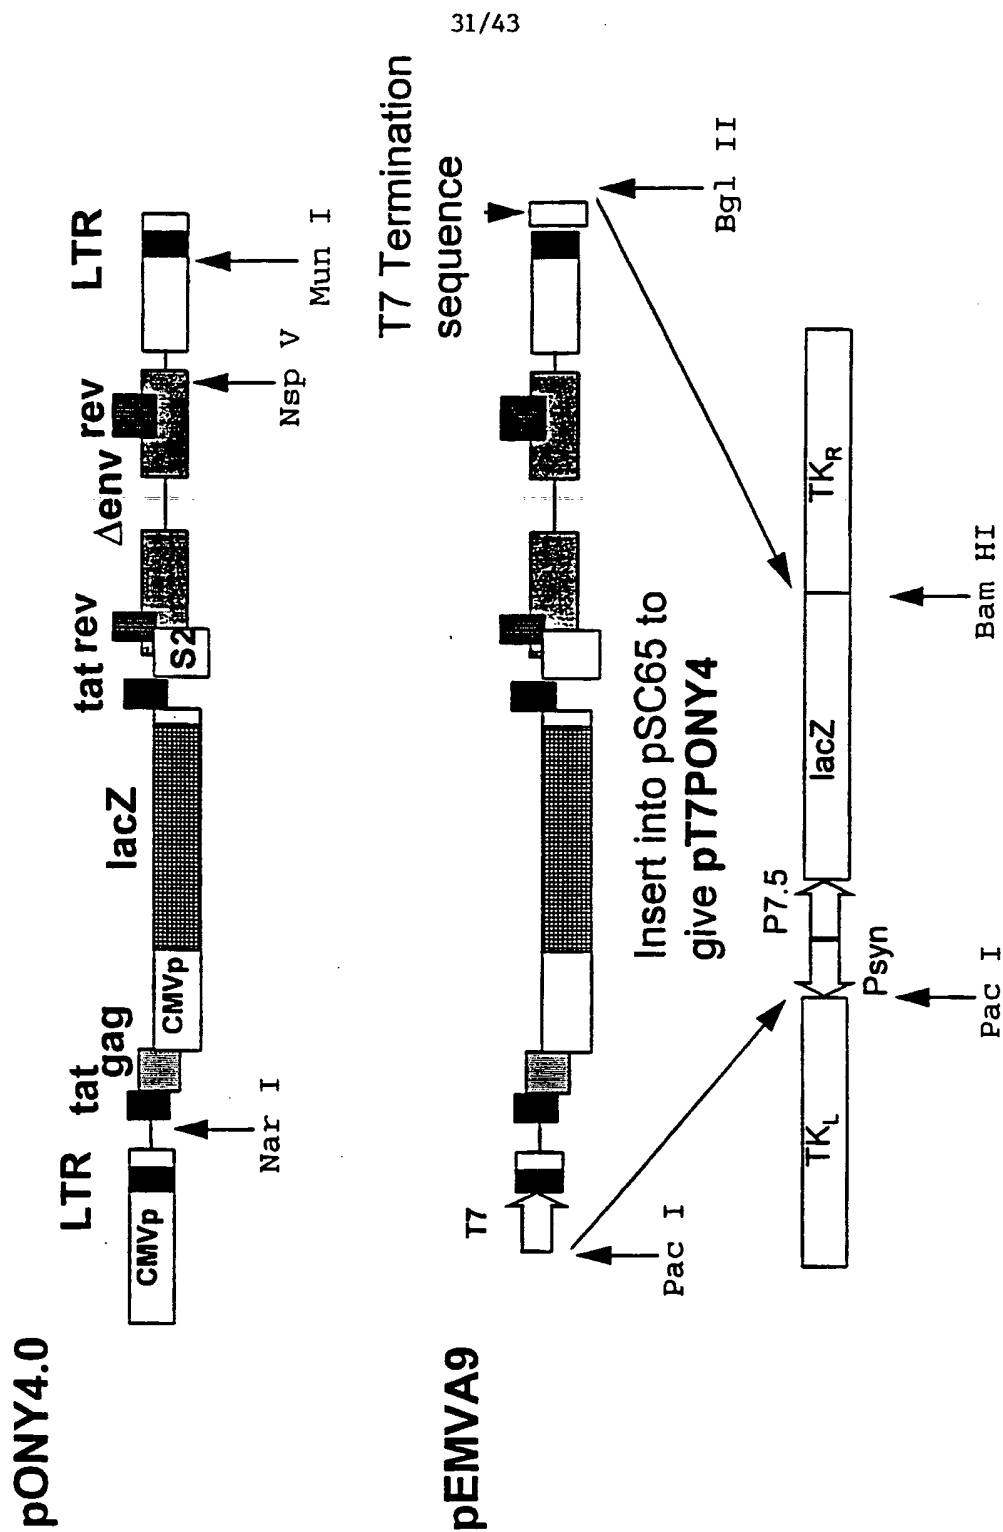 31/43
pONY4.0
LTR
tat
gag
lacZ
tat
rev
Δenv
rev
LTR
CMVp
CMVp
S2
Nar I
Nsp V
Mun I
pEMVA9
T7
T7 Termination
sequence
Pac I
Bgl II
Insert into pSC65 to
give pT7PONY4
TKL
Psyn
P7.5
lacZ
TKR
Pac I
Bam HI